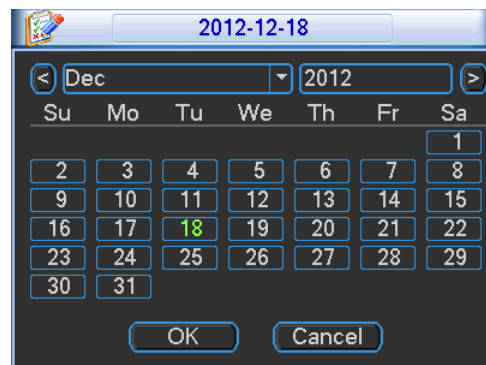 2012-12-18
< Dec 2012 >
Su Mo Tu We Th Fr Sa
1
2 3 4 5 6 7 8
9 10 11 12 13 14 15
16 17 18 19 20 21 22
23 24 25 26 27 28 29
30 31
OK Cancel